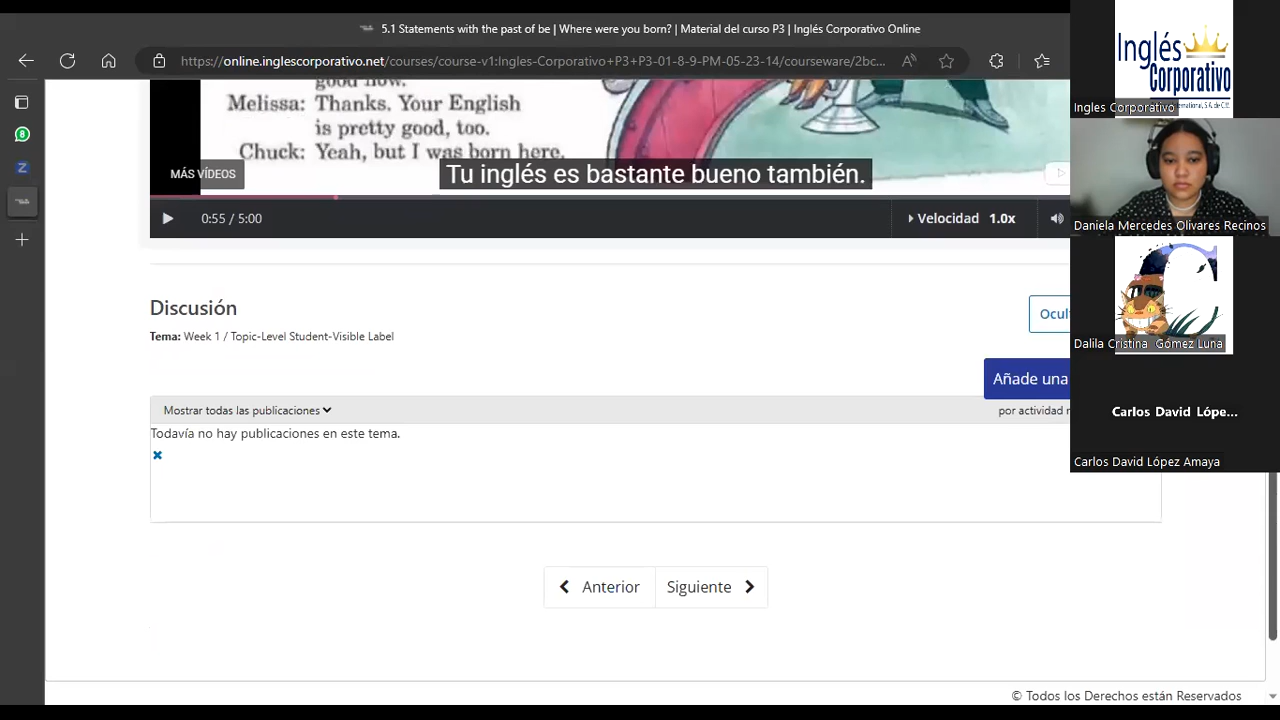 5.1 Statements with the past of be | Where were you born? | Material del curso P3 | Inglés Corporativo Online
https://online.inglescorporativo.net/courses/course-v1:Ingles-Corporativo+P3+P3-01-8-9-PM-05-23-14/courseware/2bc...
good now.
Melissa: Thanks. Your English
is pretty good, too.
Chuck: Yeah, but I was born here.
MÁS VÍDEOS
Tu inglés es bastante bueno también.
0:55 / 5:00
Velocidad 1.0x
Discusión
Tema: Week 1 / Topic-Level Student-Visible Label
Añade una
Mostrar todas las publicaciones
por actividad
Todavía no hay publicaciones en este tema.
Anterior
Siguiente
© Todos los Derechos están Reservados
Inglés
Corporativo
Ingles Corporativo
Daniela Mercedes Olivares Recinos
Dalila Cristina Gómez Luna
Carlos David Lópe...
Carlos David López Amaya